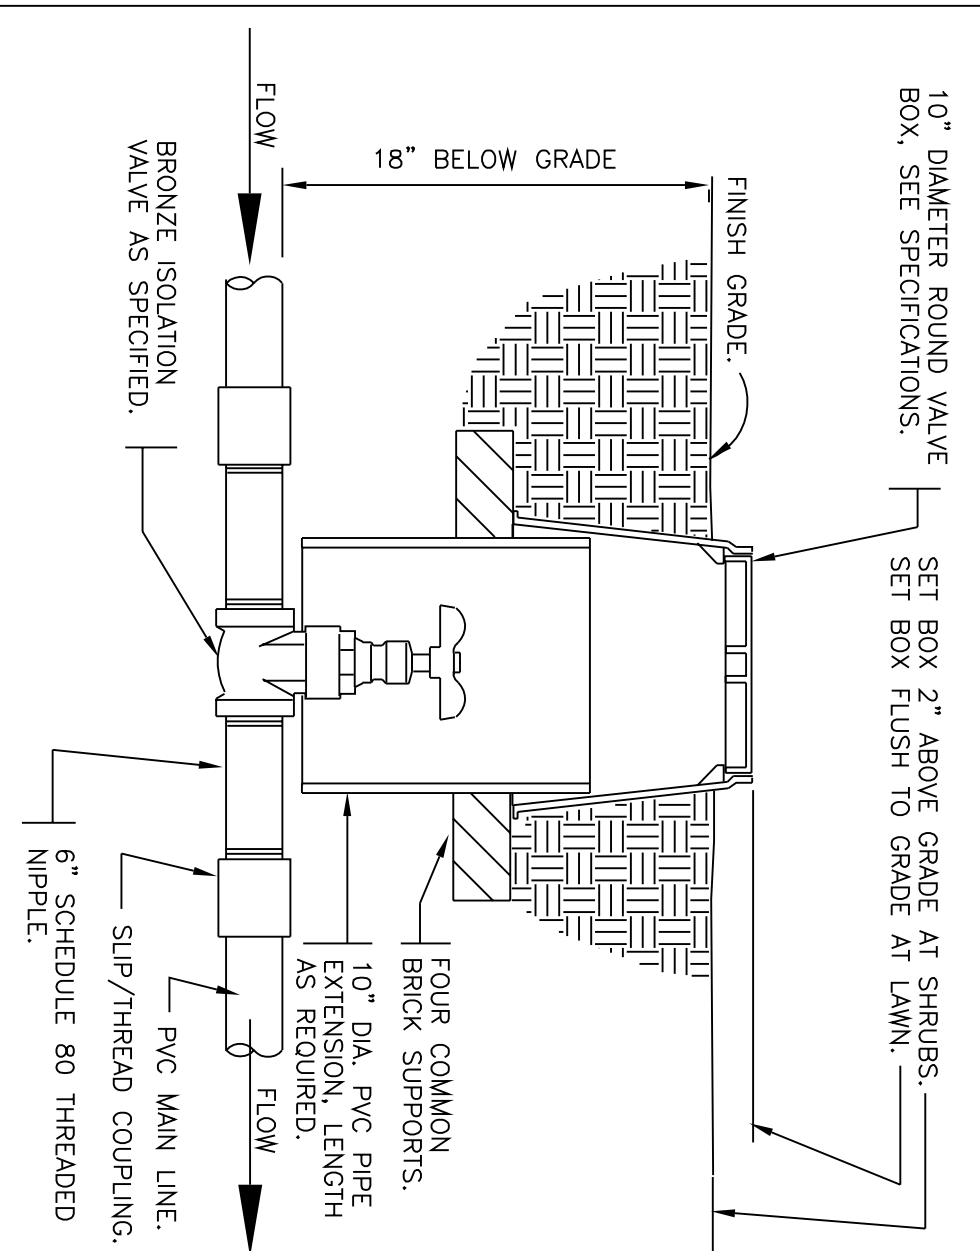 10” DIAMETER ROUND VALVE
BOX, SEE SPECIFICATIONS.
SET BOX 2” ABOVE GRADE AT SHRUBS.
SET BOX FLUSH TO GRADE AT LAWN.
FINISH GRADE.
18” BELOW GRADE
FLOW
BRONZE ISOLATION
VALVE AS SPECIFIED.
FOUR COMMON
BRICK SUPPORTS.
10” DIA. PVC PIPE
EXTENSION, LENGTH
AS REQUIRED.
FLOW
PVC MAIN LINE.
SLIP/THREAD COUPLING.
6” SCHEDULE 80 THREADED
NIPPLE.